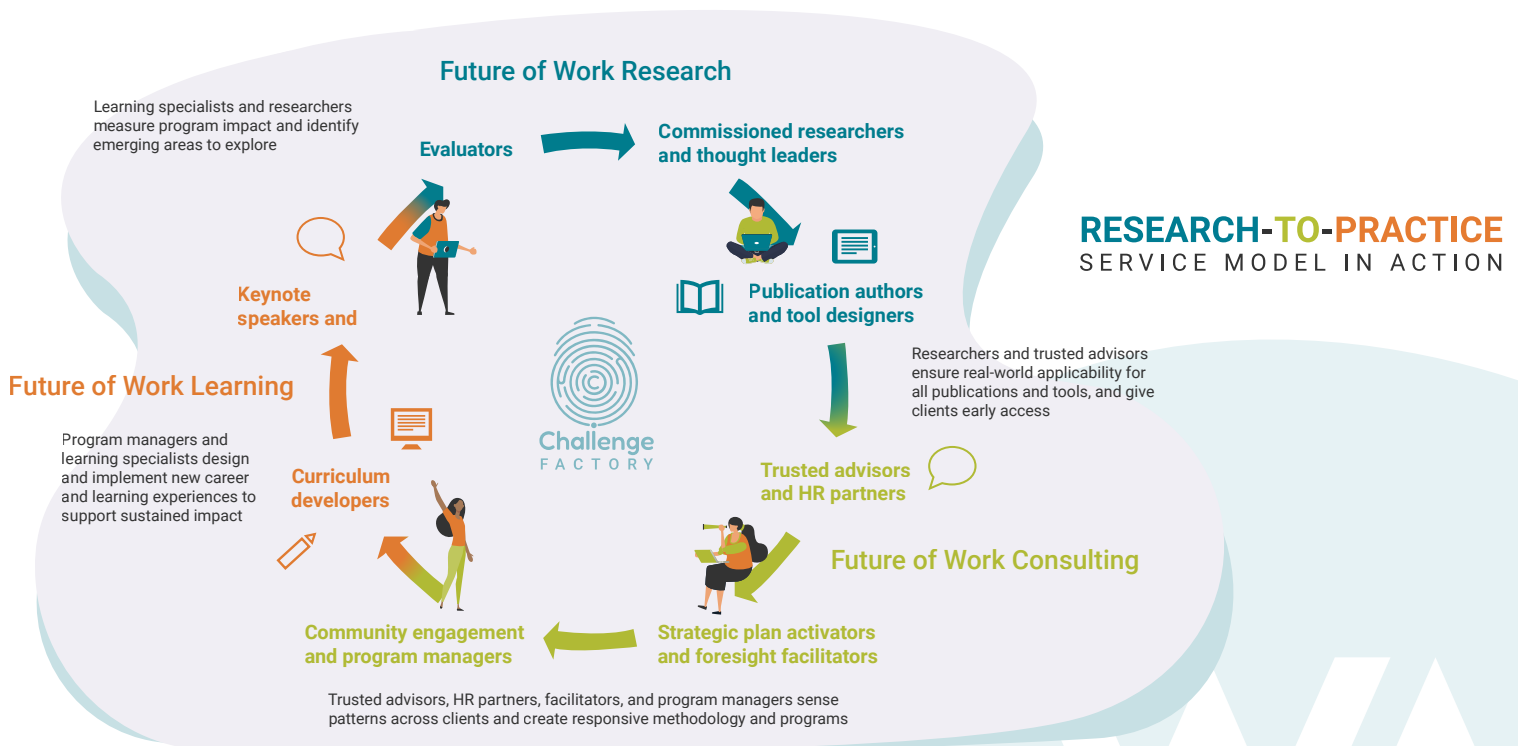 Future of Work Research
Learning specialists and researchers
measure program impact and identify
emerging areas to explore
Evaluators
Commissioned researchers
and thought leaders
RESEARCH-TO-PRACTICE
SERVICE MODEL IN ACTION
Publication authors
and tool designers
Researchers and trusted advisors
ensure real-world applicability for
all publications and tools, and give
clients early access
Trusted advisors
and HR partners
Future of Work Consulting
Strategic plan activators
and foresight facilitators
Community engagement
and program managers
Trusted advisors, HR partners, facilitators, and program managers sense
patterns across clients and create responsive methodology and programs
Curriculum
developers
Future of Work Learning
Program managers and
learning specialists design
and implement new career
and learning experiences to
support sustained impact
Keynote
speakers and
C
Challenge
FACTORY